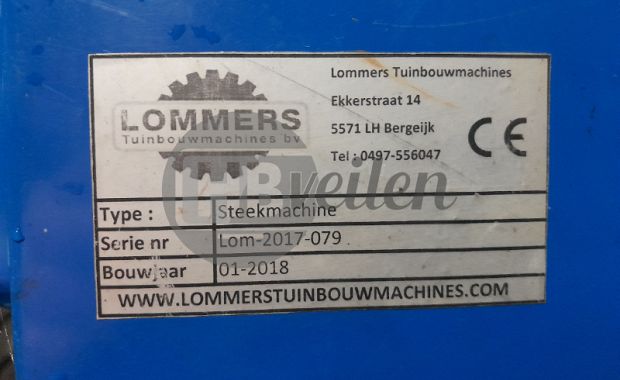 LOMMERS
Tuinbouwmachines bv
Lommers Tuinbouwmachines
Ekkerstraat 14
5571 LH Bergeijk
Tel : 0497-556047
CE
HBveilen
Type : Steekmachine
Serie nr Lom-2017-079
Bouwjaar 01-2018
WWW.LOMMERSTUINBOUWMACHINES.COM